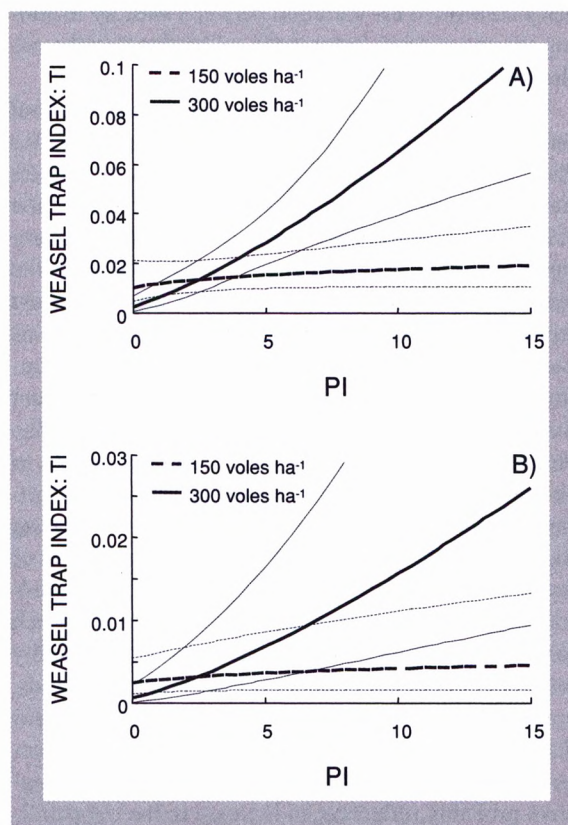 A)
150 voles ha⁻¹
300 voles ha⁻¹
WEASEL TRAP INDEX: TI
0.1
0.08
0.06
0.04
0.02
0
0 5 10 15
PI
B)
150 voles ha⁻¹
300 voles ha⁻¹
WEASEL TRAP INDEX: TI
0.03
0.02
0.01
0
0 5 10 15
PI